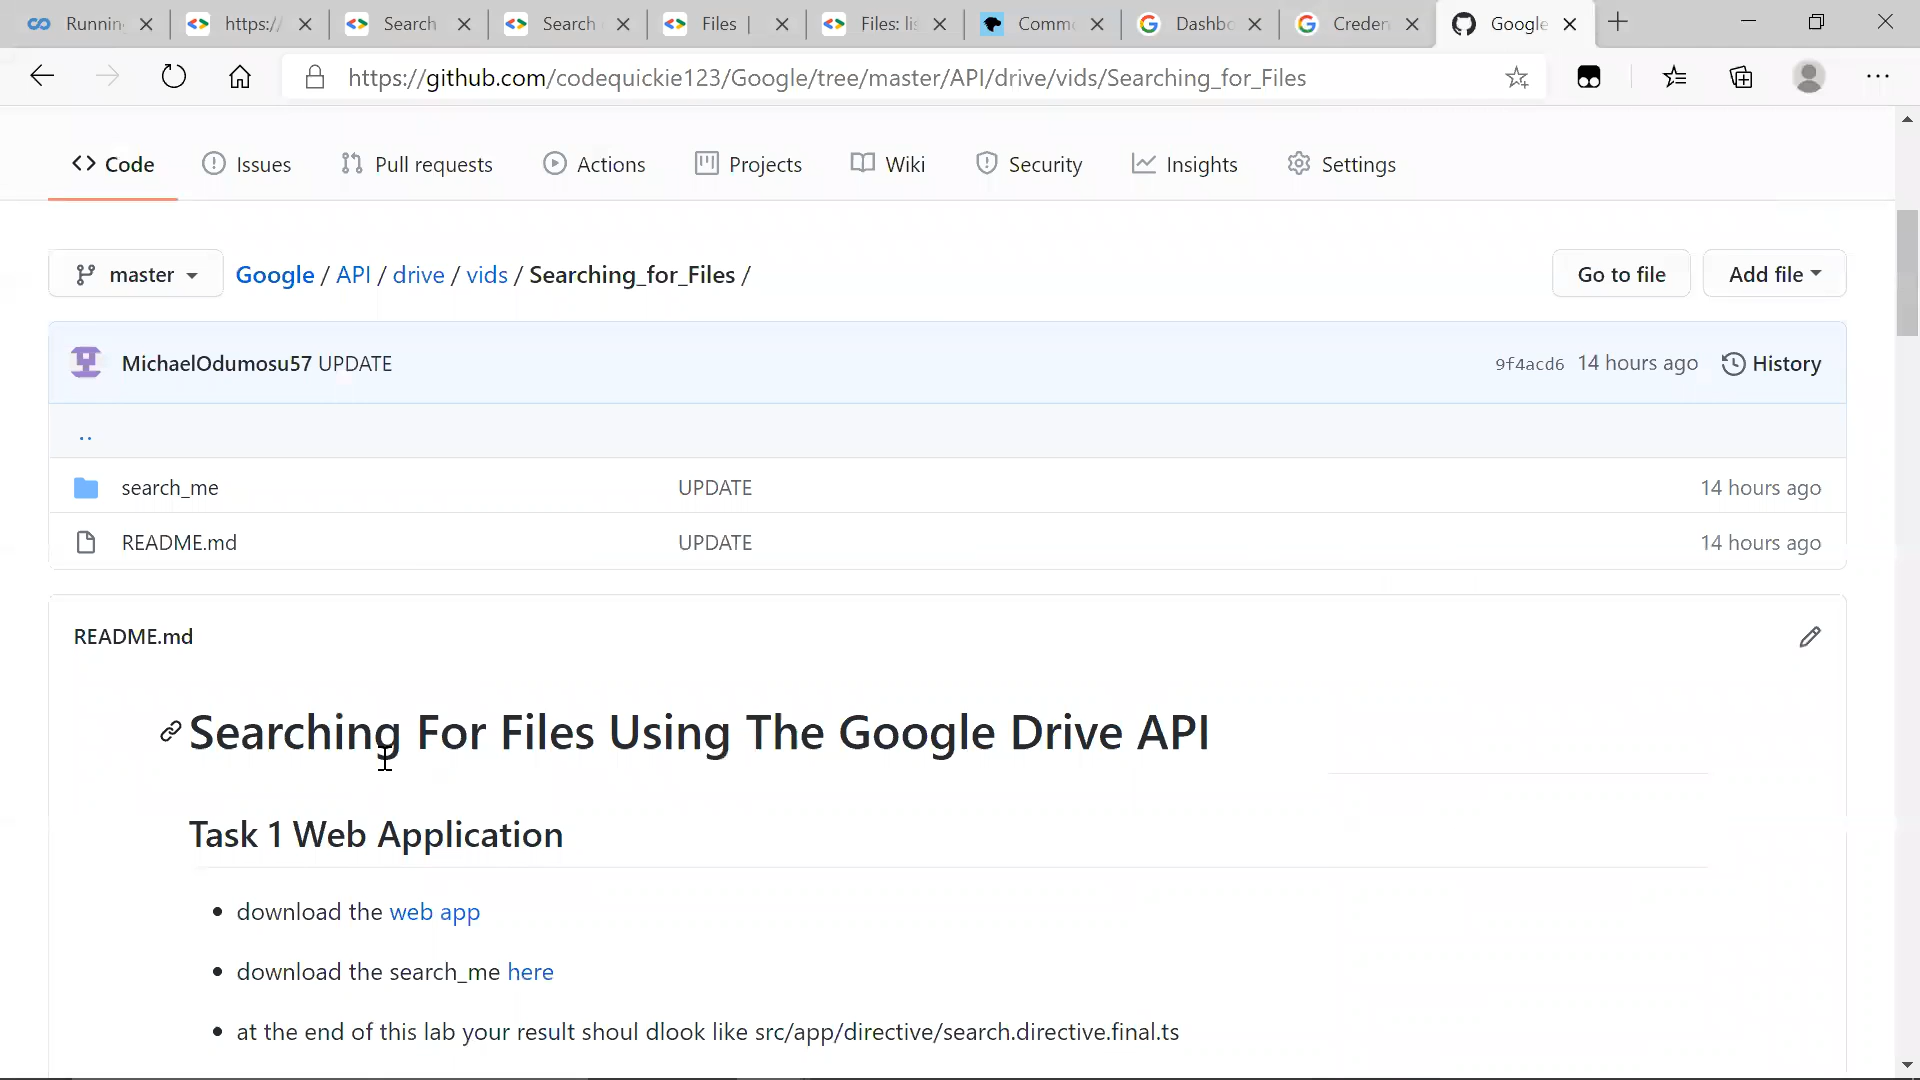 Running https:// Search Search Files | Files: lis Comme Dashbo Creden Google
https://github.com/codequickie123/Google/tree/master/API/drive/vids/Searching_for_Files
<> Code Issues Pull requests Actions Projects Wiki Security Insights Settings
master Google / API / drive / vids / Searching_for_Files / Go to file Add file
MichaelOdumosu57 UPDATE 9f4acd6 14 hours ago History
..
search_me UPDATE 14 hours ago
README.md UPDATE 14 hours ago
README.md
Searching For Files Using The Google Drive API
Task 1 Web Application
• download the web app
• download the search_me here
• at the end of this lab your result shoul dlook like src/app/directive/search.directive.final.ts